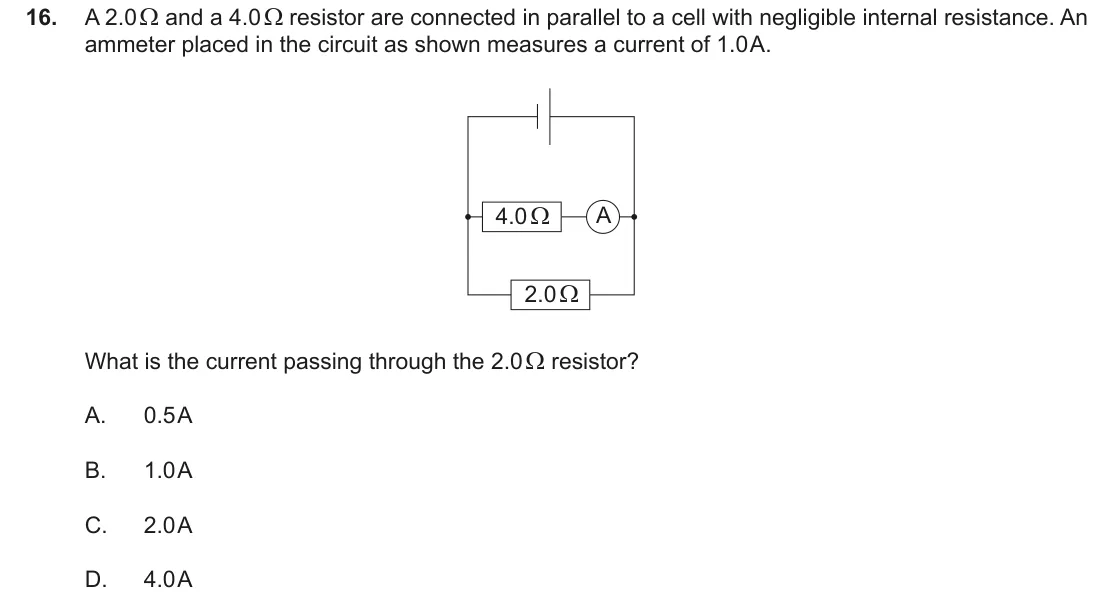 16. A 2.0Ω and a 4.0Ω resistor are connected in parallel to a cell with negligible internal resistance. An
ammeter placed in the circuit as shown measures a current of 1.0A.
4.0Ω
A
2.0Ω
What is the current passing through the 2.0Ω resistor?
A. 0.5A
B. 1.0A
C. 2.0A
D. 4.0A